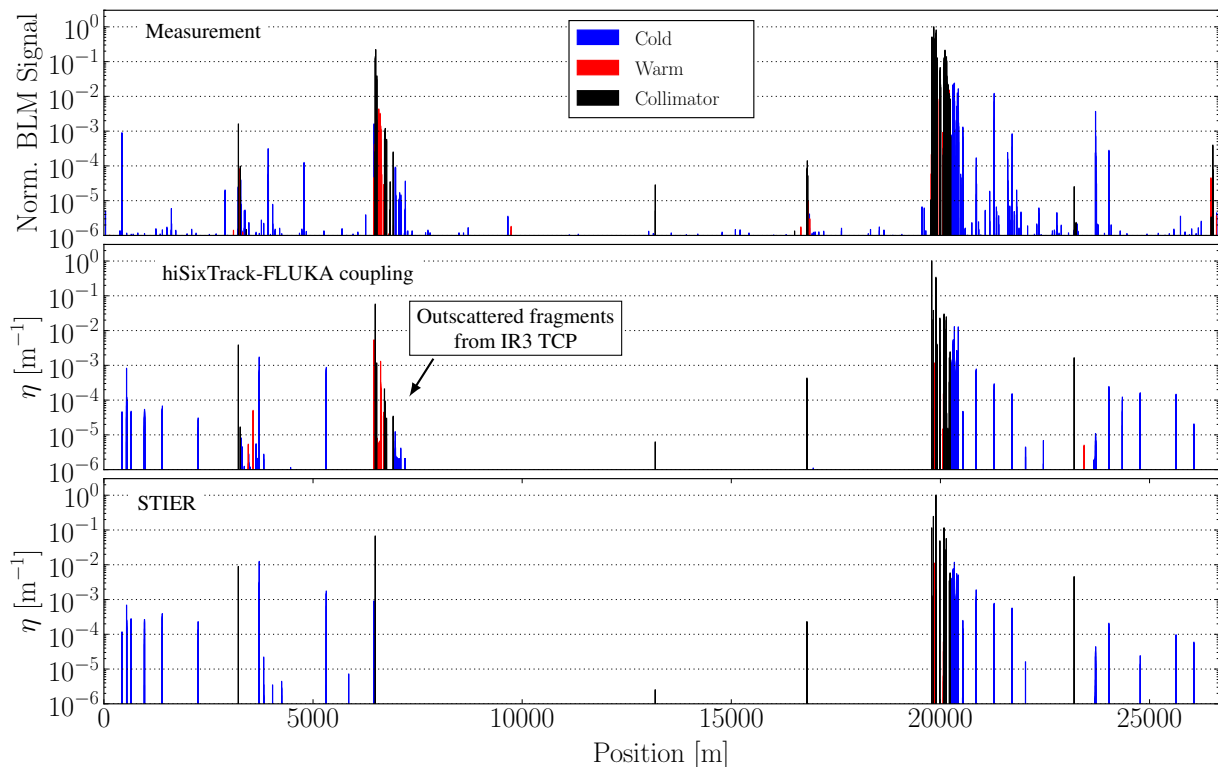 Measurement
Norm. BLM Signal
10^0
10^-1
10^-2
10^-3
10^-4
10^-5
10^-6
Cold
Warm
Collimator
hiSixTrack-FLUKA coupling
Outscattered fragments
from IR3 TCP
η [m^-1]
10^0
10^-1
10^-2
10^-3
10^-4
10^-5
10^-6
STIER
η [m^-1]
10^0
10^-1
10^-2
10^-3
10^-4
10^-5
10^-6
0 5000 10000 15000 20000 25000
Position [m]